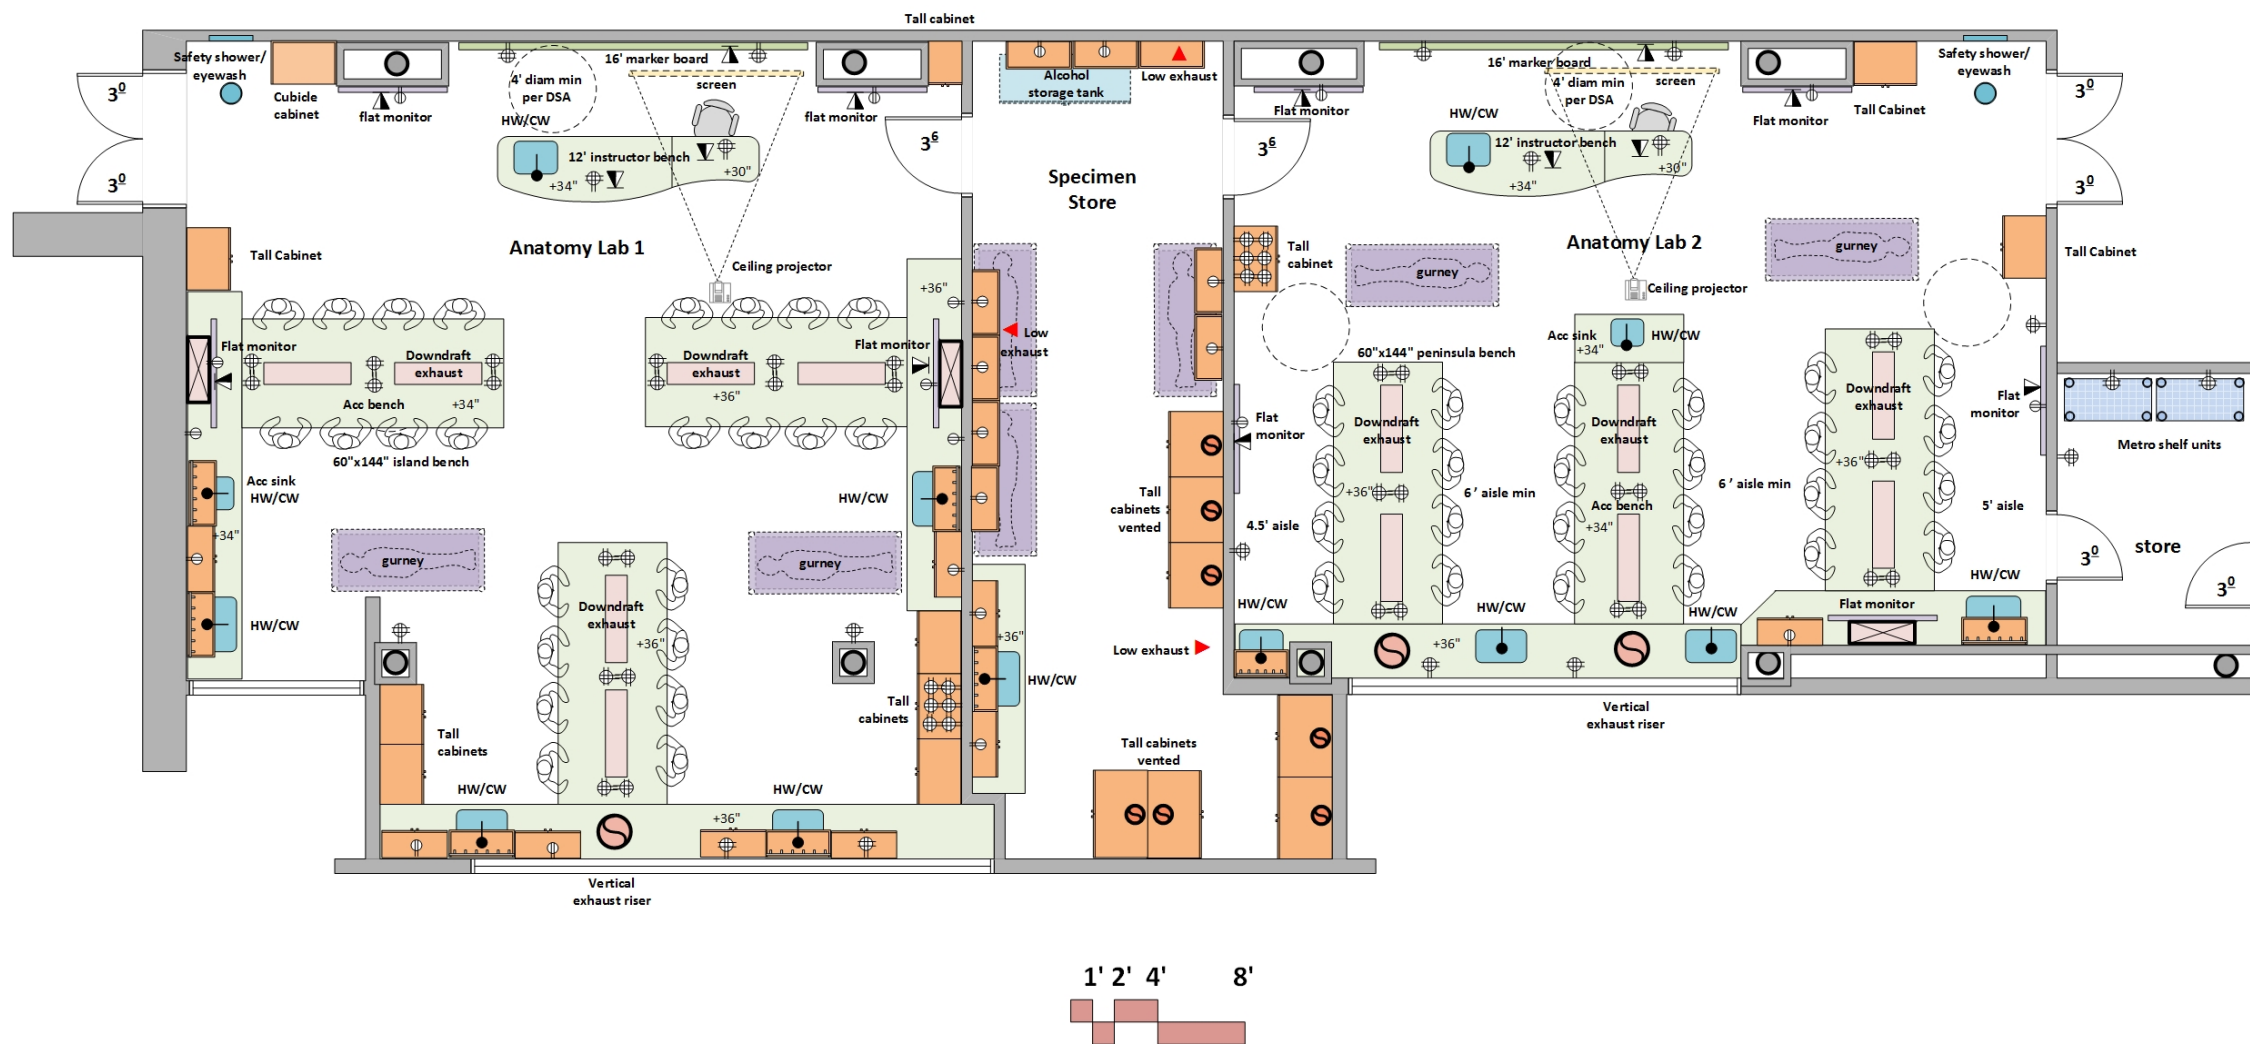 Tall cabinet
Safety shower/
eyewash
3⁰
3⁰
Cubicle
cabinet
flat monitor
4' diam min
per DSA
HW/CW
16' marker board
screen
flat monitor
12' instructor bench
+34"
+30"
3⁶
Anatomy Lab 1
Ceiling projector
Tall Cabinet
Flat monitor
Downdraft
exhaust
Acc bench
+34"
60"x144" island bench
Acc sink
HW/CW
+34"
HW/CW
gurney
Downdraft
exhaust
+36"
Flat monitor
+36"
HW/CW
gurney
Downdraft
exhaust
+36"
Tall
cabinets
Tall
cabinets
HW/CW
HW/CW
+36"
Vertical
exhaust riser
Alcohol
storage tank
Low exhaust
Specimen
Store
Low
exhaust
Tall
cabinets
vented
+36"
HW/CW
Low exhaust
Tall cabinets
vented
3⁶
Flat monitor
HW/CW
16' marker board
4' diam min
per DSA
screen
Flat monitor
Tall Cabinet
Safety shower/
eyewash
3⁰
3⁰
12' instructor bench
+34"
+30"
Anatomy Lab 2
Tall
cabinet
gurney
gurney
Ceiling projector
Tall Cabinet
60"x144" peninsula bench
Acc sink
+34"
HW/CW
Flat
monitor
Downdraft
exhaust
+36"
4.5' aisle
6 ' aisle min
Downdraft
exhaust
Acc bench
+34"
6 ' aisle min
Downdraft
exhaust
+36"
5' aisle
Flat
monitor
Metro shelf units
store
3⁰
3⁰
HW/CW
HW/CW
+36"
HW/CW
Flat monitor
HW/CW
Vertical
exhaust riser
1' 2' 4' 8'